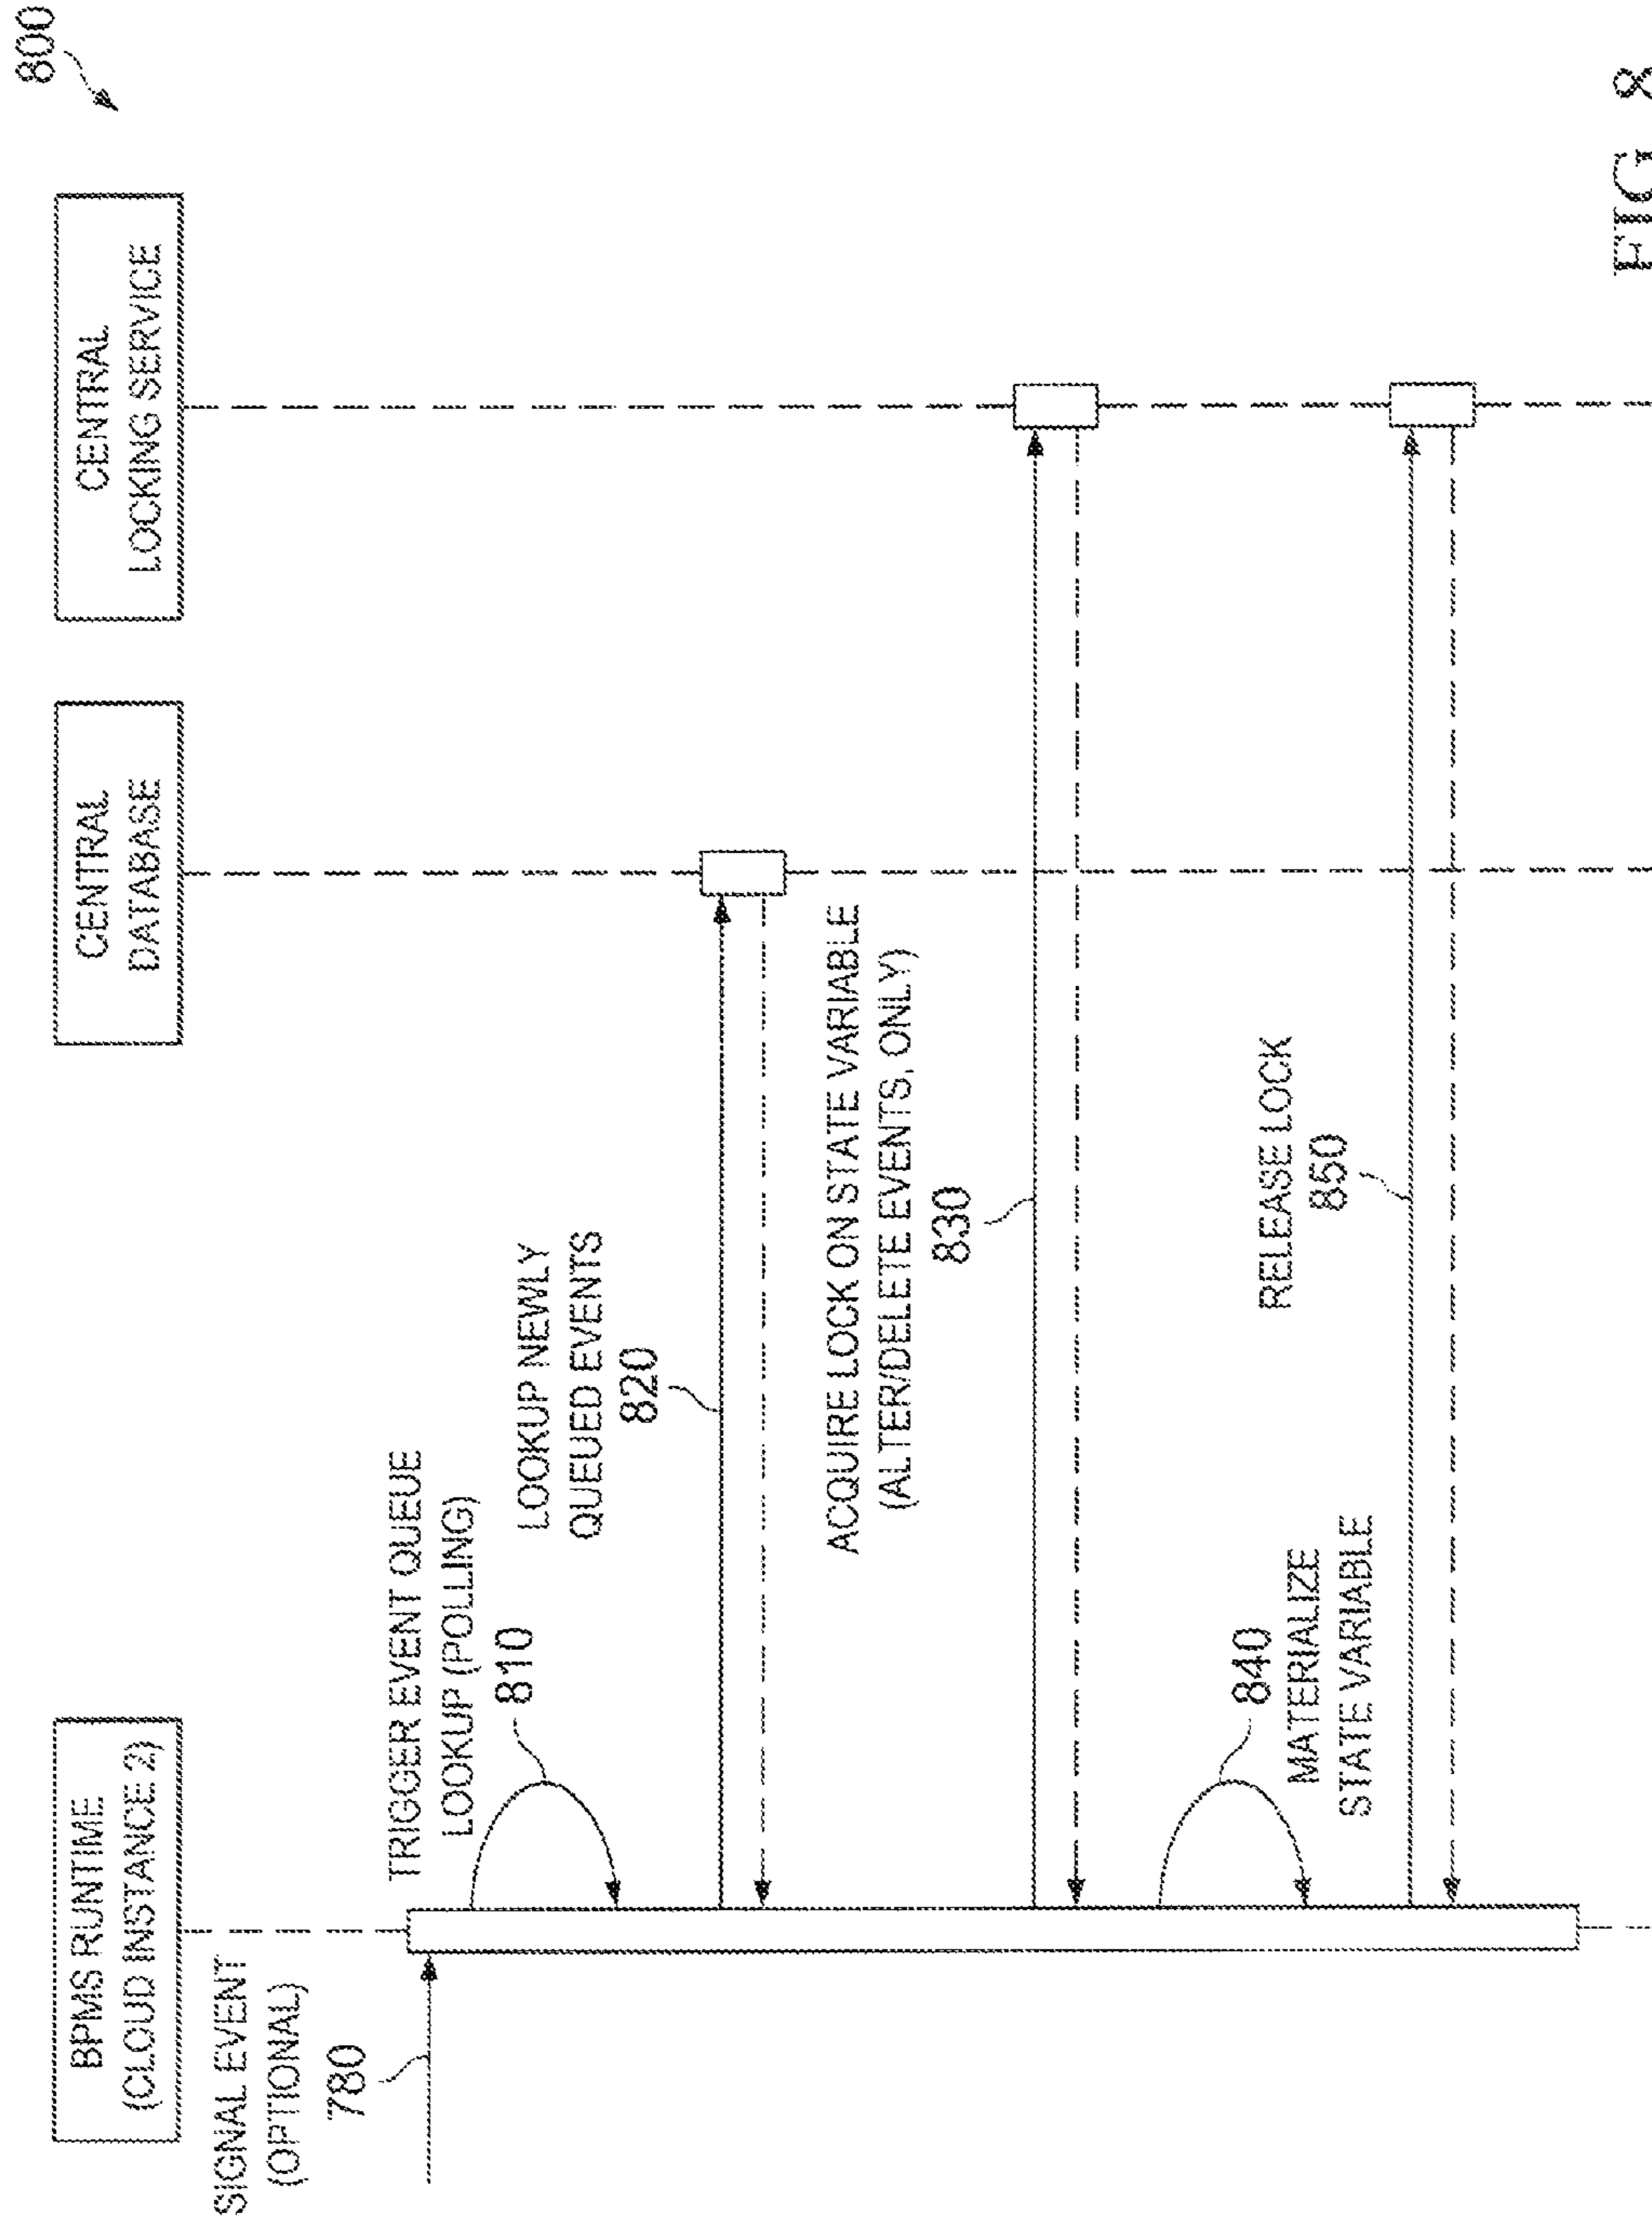 800
BPMS RUNTIME
(CLOUD INSTANCE 2)
CENTRAL
DATABASE
CENTRAL
LOCKING SERVICE
SIGNAL EVENT
(OPTIONAL)
780
TRIGGER EVENT QUEUE
LOOKUP (POLLING)
810
LOOKUP NEWLY
QUEUED EVENTS
820
ACQUIRE LOCK ON STATE VARIABLE
(ALTER/DELETE EVENTS, ONLY)
830
840
MATERIALIZE
STATE VARIABLE
RELEASE LOCK
850
FIG. 8